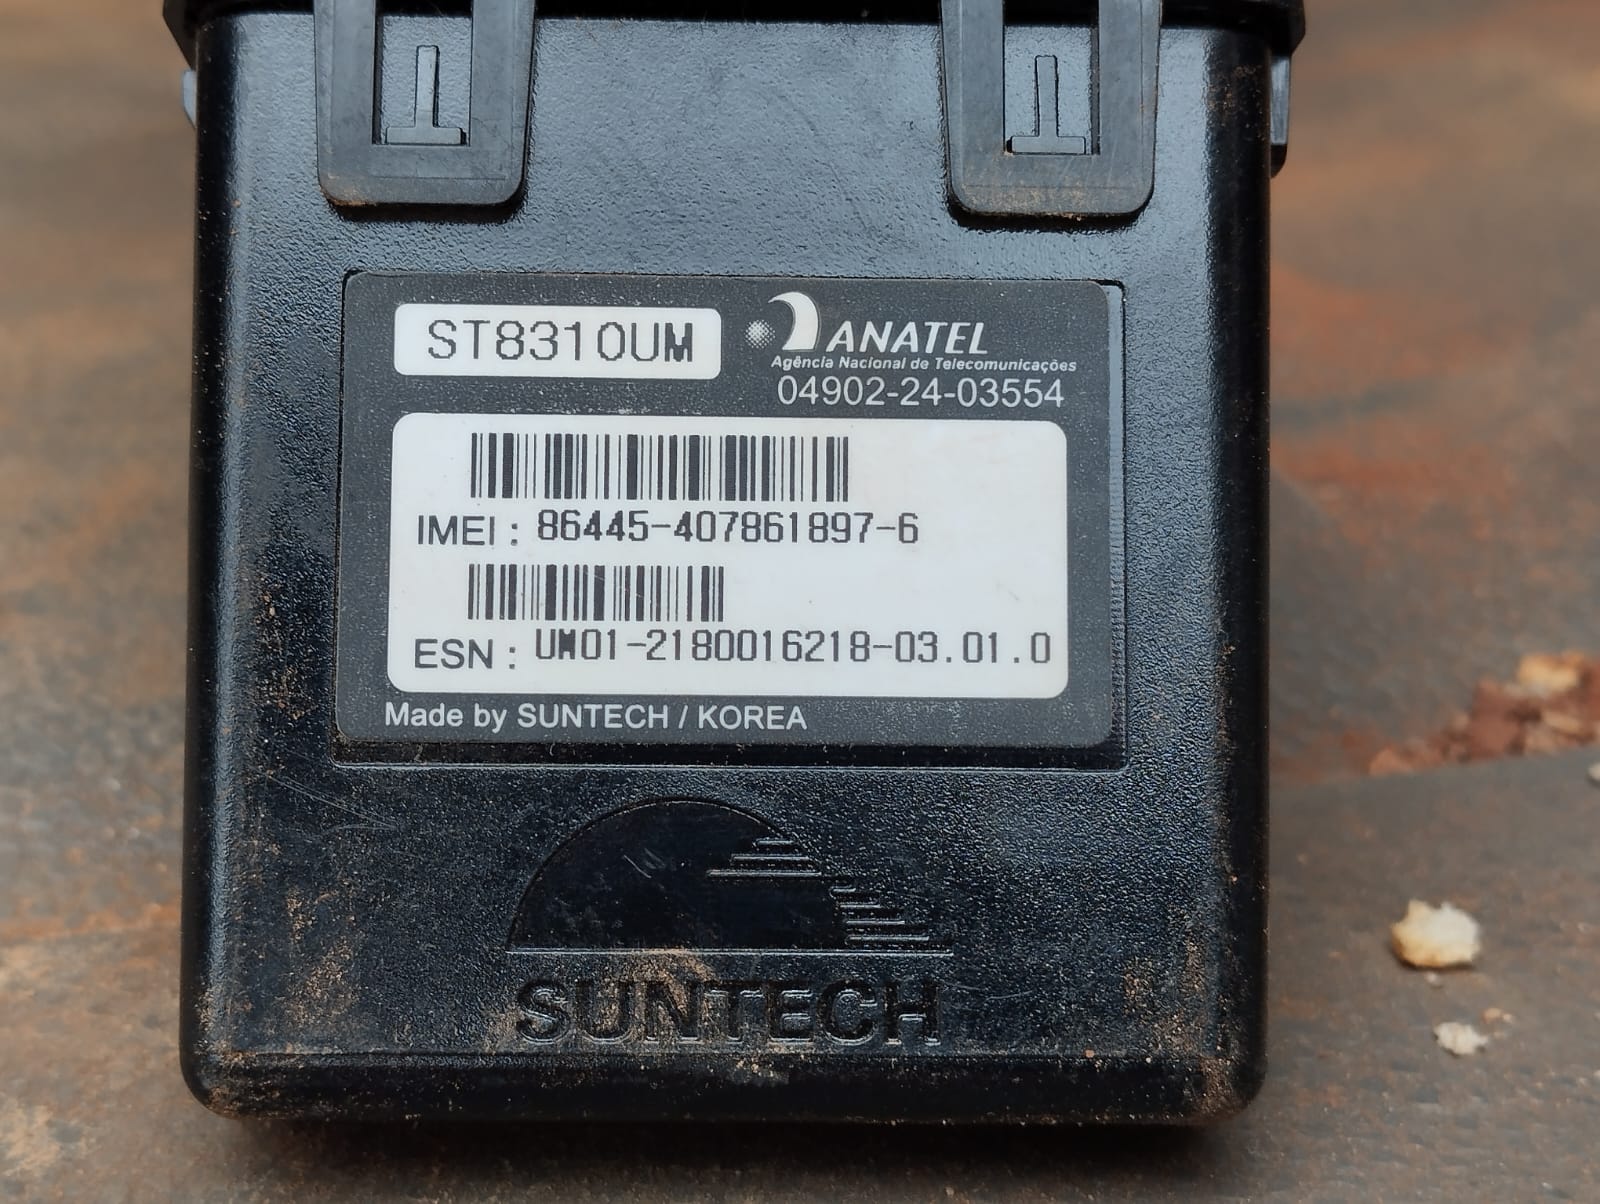 ST8310UM
ANATEL
Agência Nacional de Telecomunicações
04902-24-03554
IMEI : 86445-407861897-6
ESN : UM01-2180016218-03.01.0
Made by SUNTECH / KOREA
SUNTECH